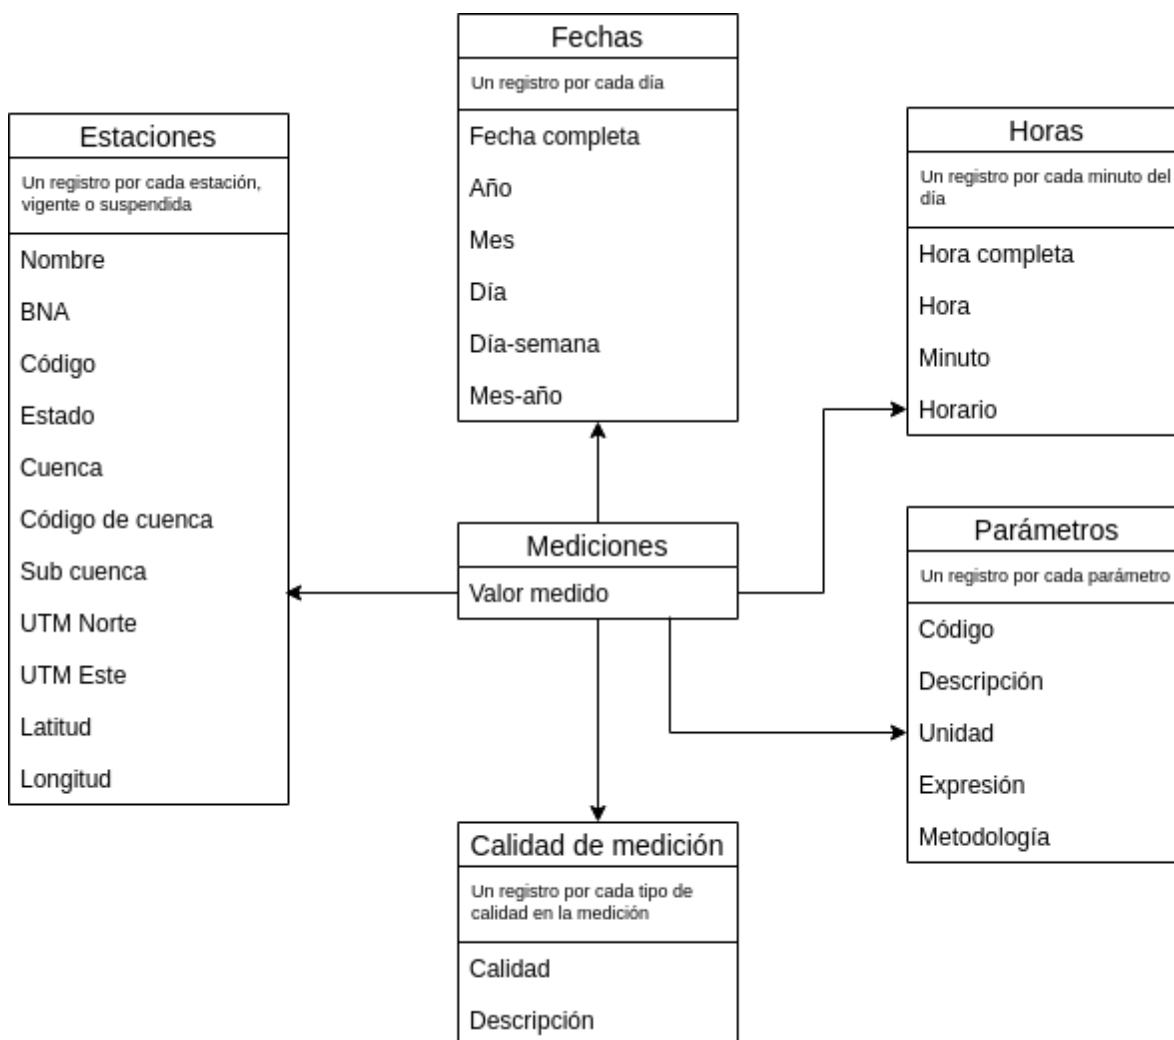 Fechas
Un registro por cada día
Fecha completa
Año
Mes
Día
Día-semana
Mes-año
Estaciones
Un registro por cada estación,
vigente o suspendida
Nombre
BNA
Código
Estado
Cuenca
Código de cuenca
Sub cuenca
UTM Norte
UTM Este
Latitud
Longitud
Horas
Un registro por cada minuto del
día
Hora completa
Hora
Minuto
Horario
Mediciones
Valor medido
Parámetros
Un registro por cada parámetro
Código
Descripción
Unidad
Expresión
Metodología
Calidad de medición
Un registro por cada tipo de
calidad en la medición
Calidad
Descripción